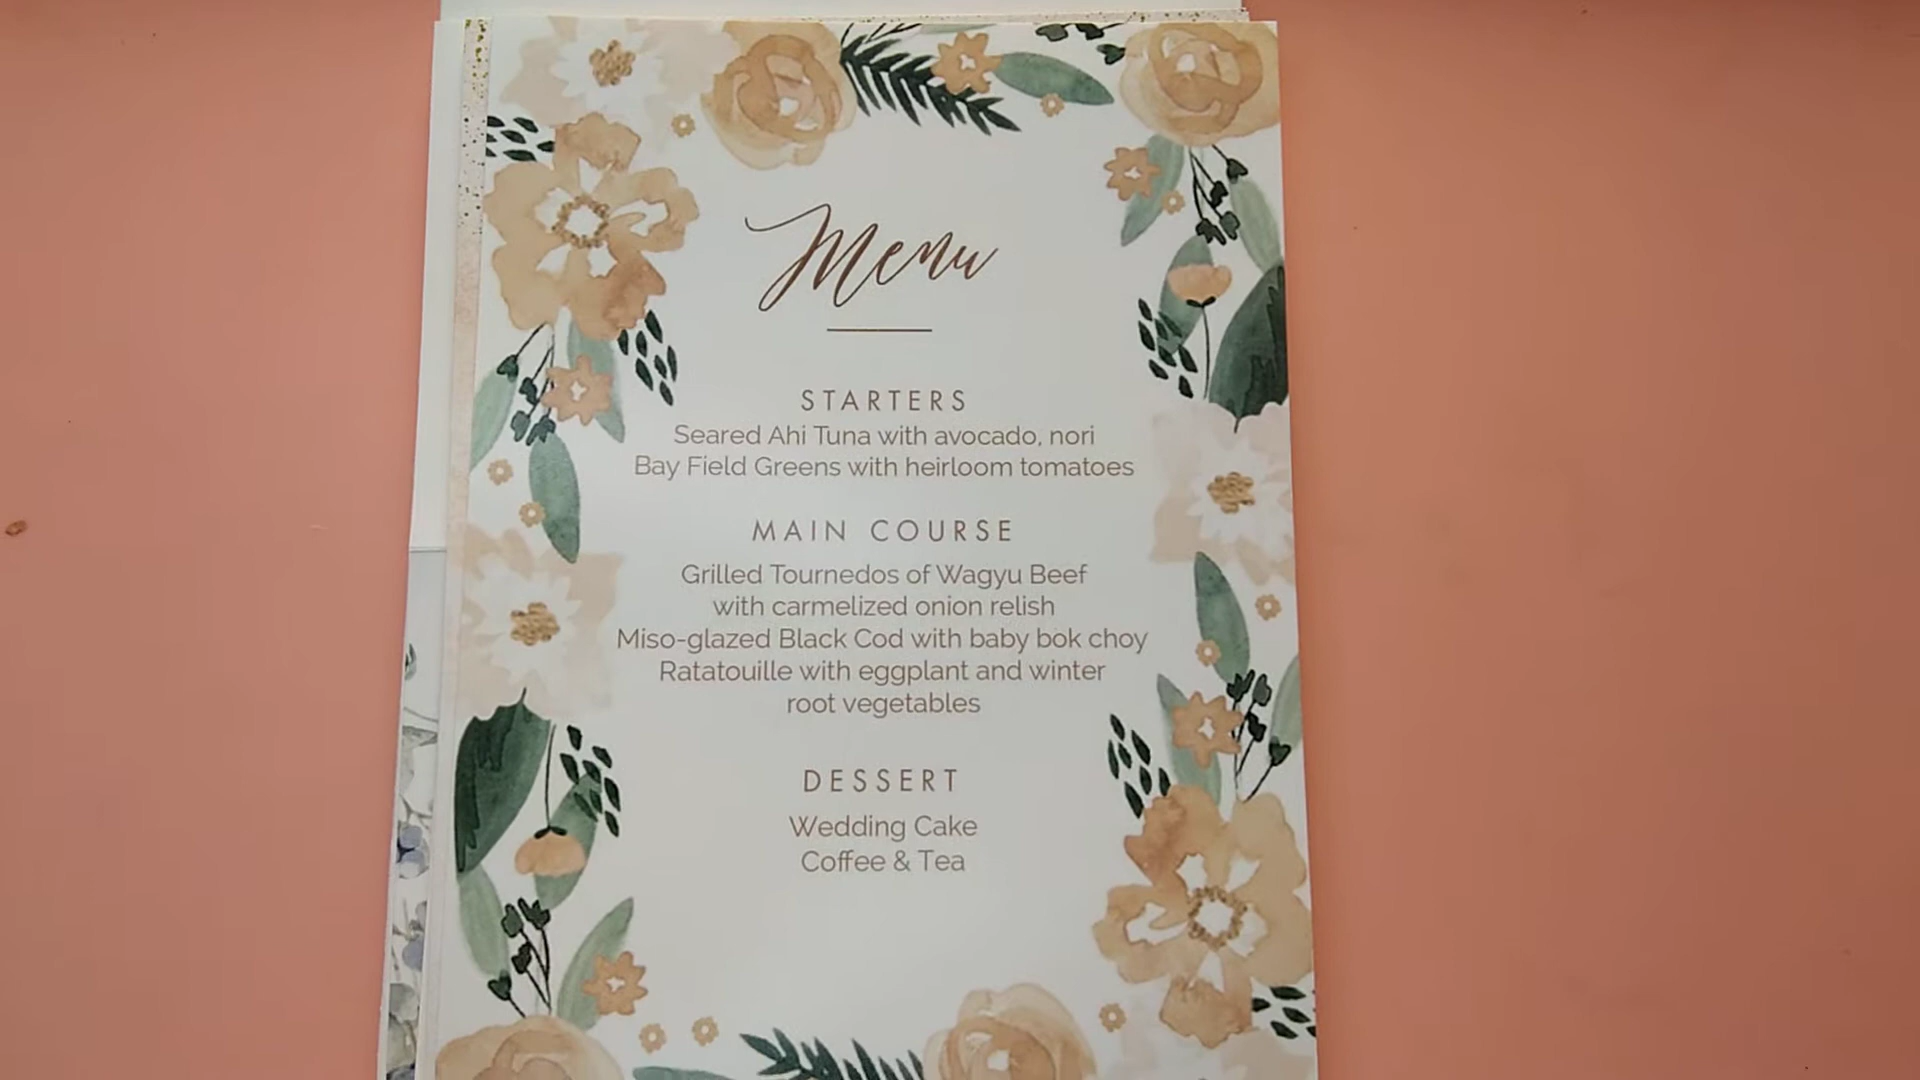 Menu
STARTERS
Seared Ahi Tuna with avocado, nori
Bay Field Greens with heirloom tomatoes
MAIN COURSE
Grilled Tournedos of Wagyu Beef
with carmelized onion relish
Miso-glazed Black Cod with baby bok choy
Ratatouille with eggplant and winter
root vegetables
DESSERT
Wedding Cake
Coffee & Tea